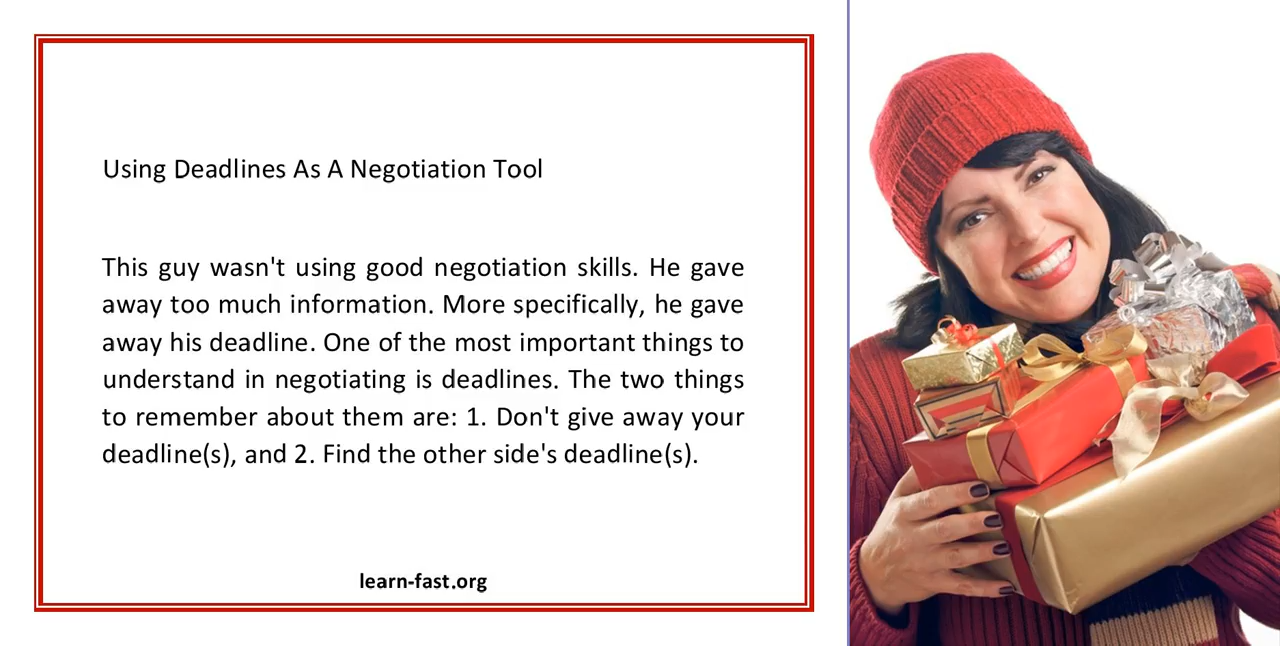 Using Deadlines As A Negotiation Tool
This guy wasn't using good negotiation skills. He gave
away too much information. More specifically, he gave
away his deadline. One of the most important things to
understand in negotiating is deadlines. The two things
to remember about them are: 1. Don't give away your
deadline(s), and 2. Find the other side's deadline(s).
learn-fast.org